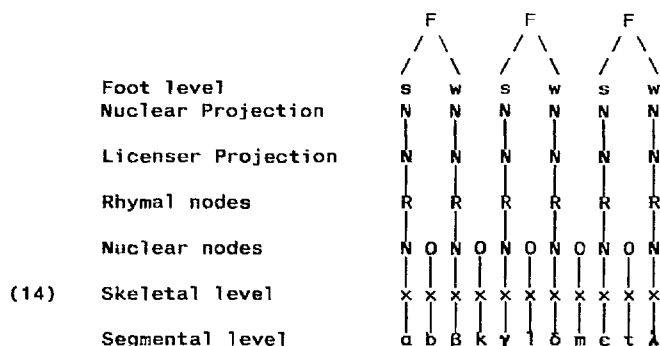 F F F
Foot level s w s w s w
Nuclear Projection N N N N N N
Licenser Projection N N N N N N
Rhymal nodes R R R R R R
Nuclear nodes N O N O N O N O N O N
(14) Skeletal level x x x x x x x x x x x
Segmental level α b β k γ l δ m ε t λ